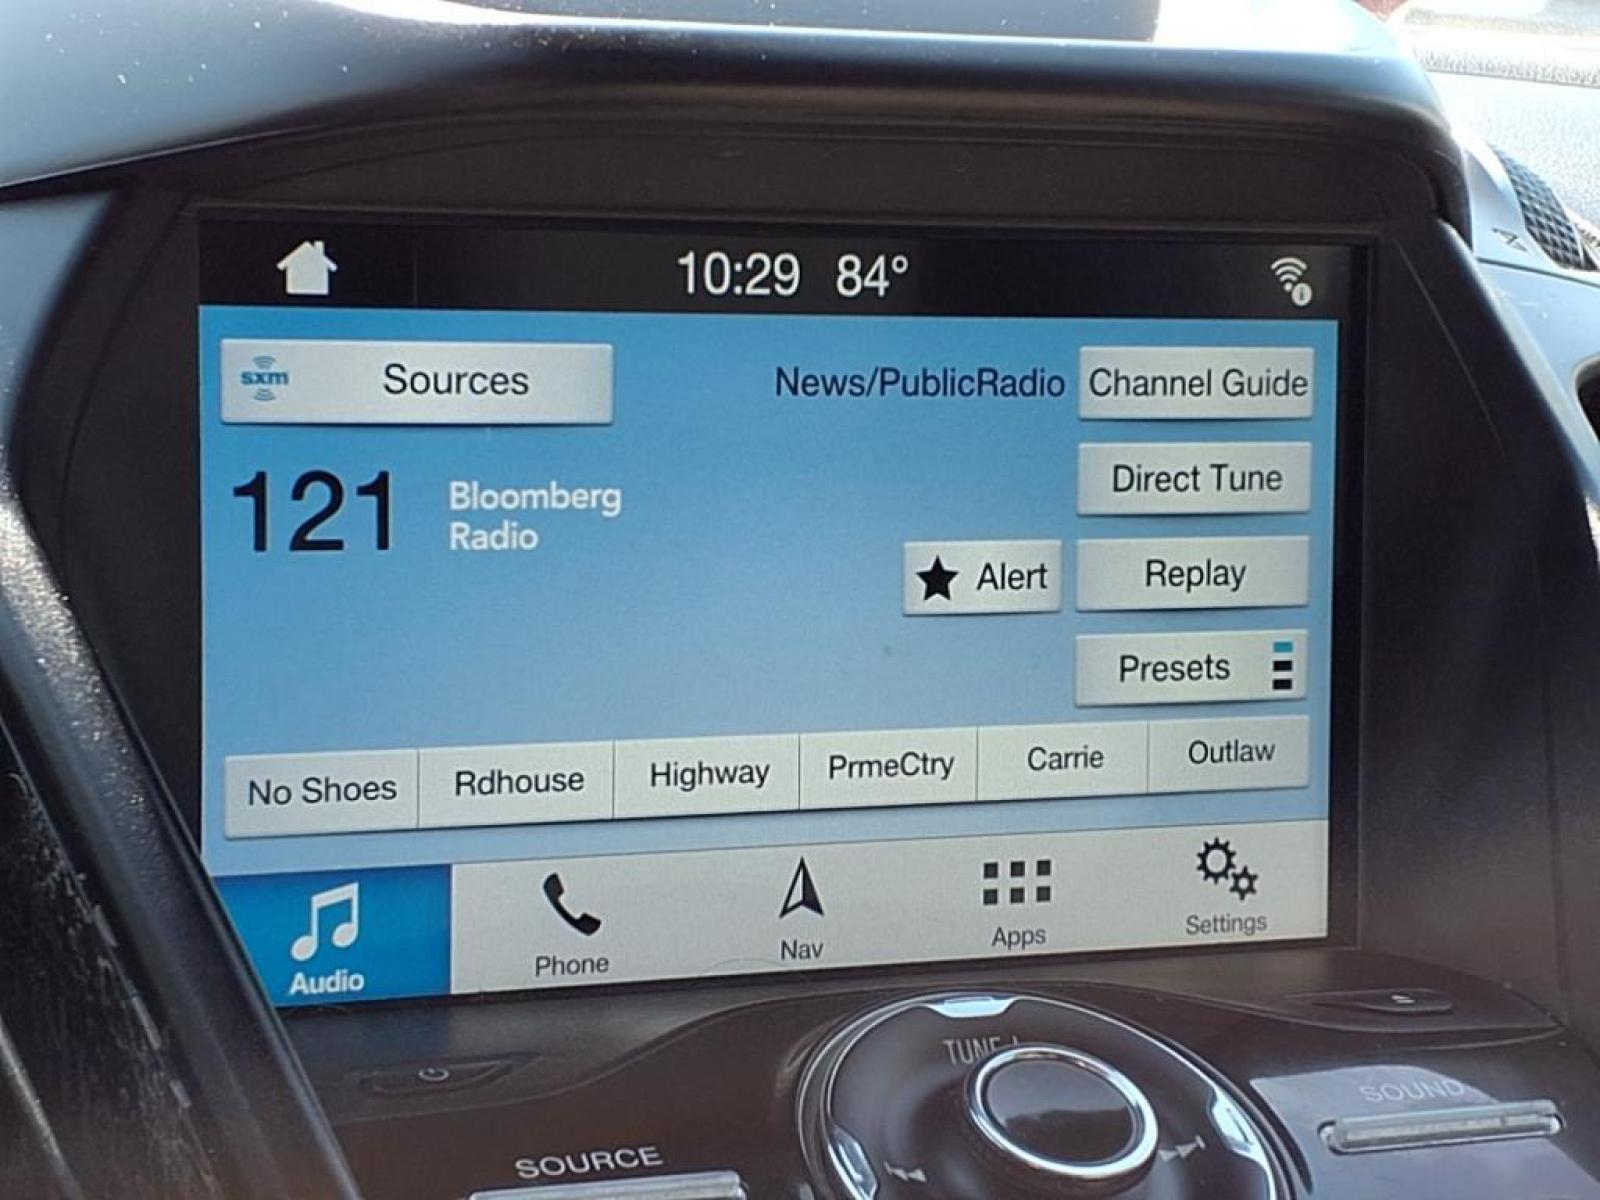 10:29 84°
sxm Sources
News/PublicRadio
Channel Guide
121
Bloomberg
Radio
Direct Tune
Alert
Replay
Presets
No Shoes
Rdhouse
Highway
PrmeCtry
Carrie
Outlaw
Audio
Phone
Nav
Apps
Settings
TUNE
SOUND
SOURCE